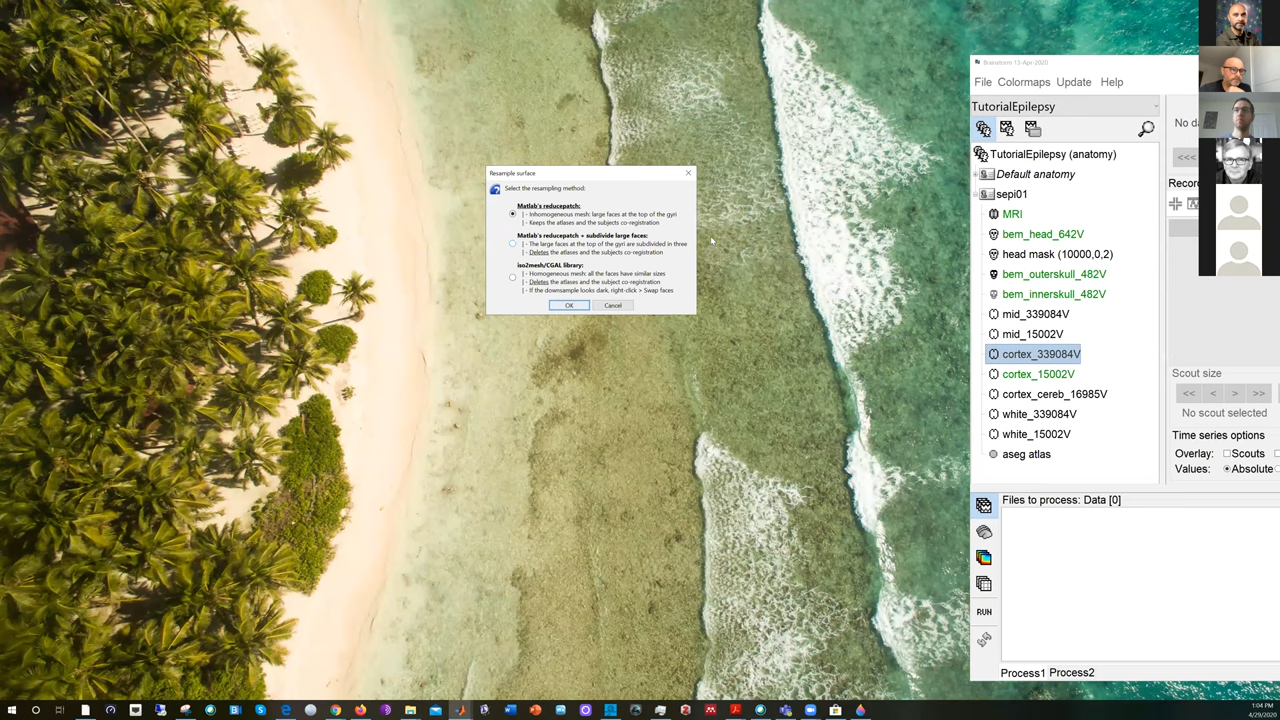 Resample surface
Select the resampling method:
Matlab's reducepatch:
| - Inhomogeneous mesh: large faces at the top of the gyri
| - Keeps the atlases and the subjects co-registration
Matlab's reducepatch + subdivide large faces:
| - The large faces at the top of the gyri are subdivided in three
| - Deletes the atlases and the subjects co-registration
iso2mesh/CGAL library:
| - Homogeneous mesh: all the faces have similar sizes
| - Deletes the atlases and the subject co-registration
| - If the downsample looks dark, right-click > Swap faces
OK Cancel
Brainstorm 13-Apr-2020
File Colormaps Update Help
TutorialEpilepsy
TutorialEpilepsy (anatomy)
Default anatomy
sepi01
MRI
bem_head_642V
head mask (10000,0,2)
bem_outerskull_482V
bem_innerskull_482V
mid_339084V
mid_15002V
cortex_339084V
cortex_15002V
cortex_cereb_16985V
white_339084V
white_15002V
aseg atlas
No da
<<<
Record
Scout size
<< < > >>
No scout selected
Time series options
Overlay: Scouts
Values: Absolute
Files to process: Data [0]
RUN
Process1 Process2
1:04 PM
4/29/2020